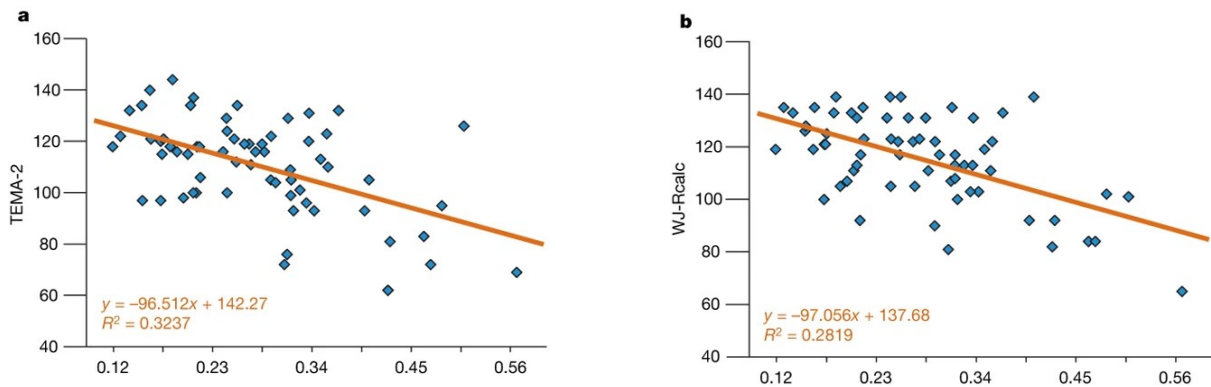 a
160
140
120
100
80
60
40
TEMA-2
y = –96.512x + 142.27
R² = 0.3237
0.12 0.23 0.34 0.45 0.56
b
160
140
120
100
80
60
40
WJ-Rcalc
y = –97.056x + 137.68
R² = 0.2819
0.12 0.23 0.34 0.45 0.56